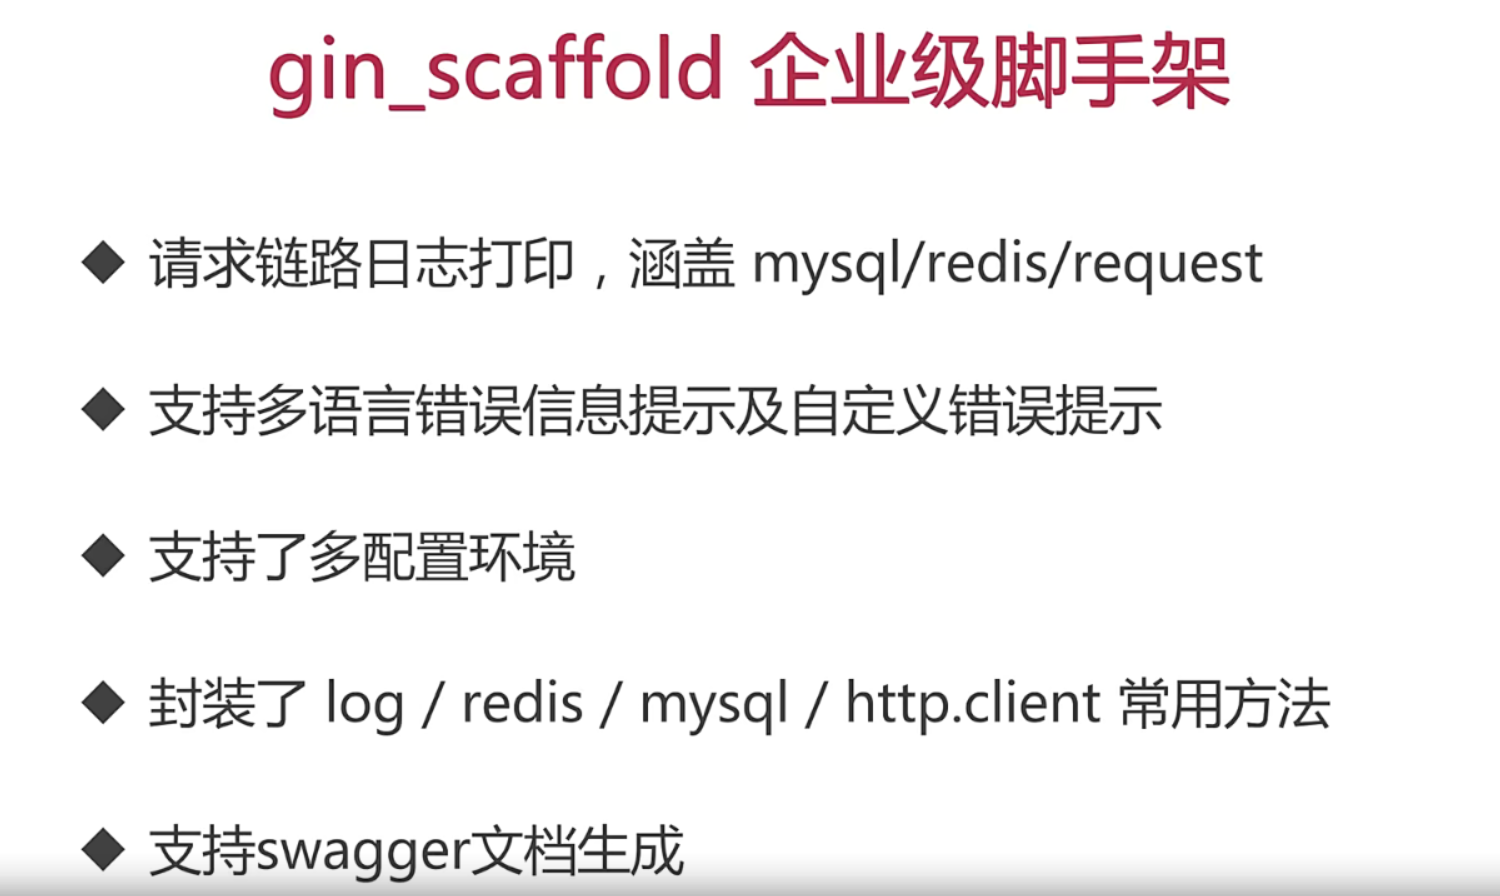 gin_scaffold 企业级脚手架
◆ 请求链路日志打印，涵盖 mysql/redis/request
◆ 支持多语言错误信息提示及自定义错误提示
◆ 支持了多配置环境
◆ 封装了 log / redis / mysql / http.client 常用方法
◆ 支持swagger文档生成